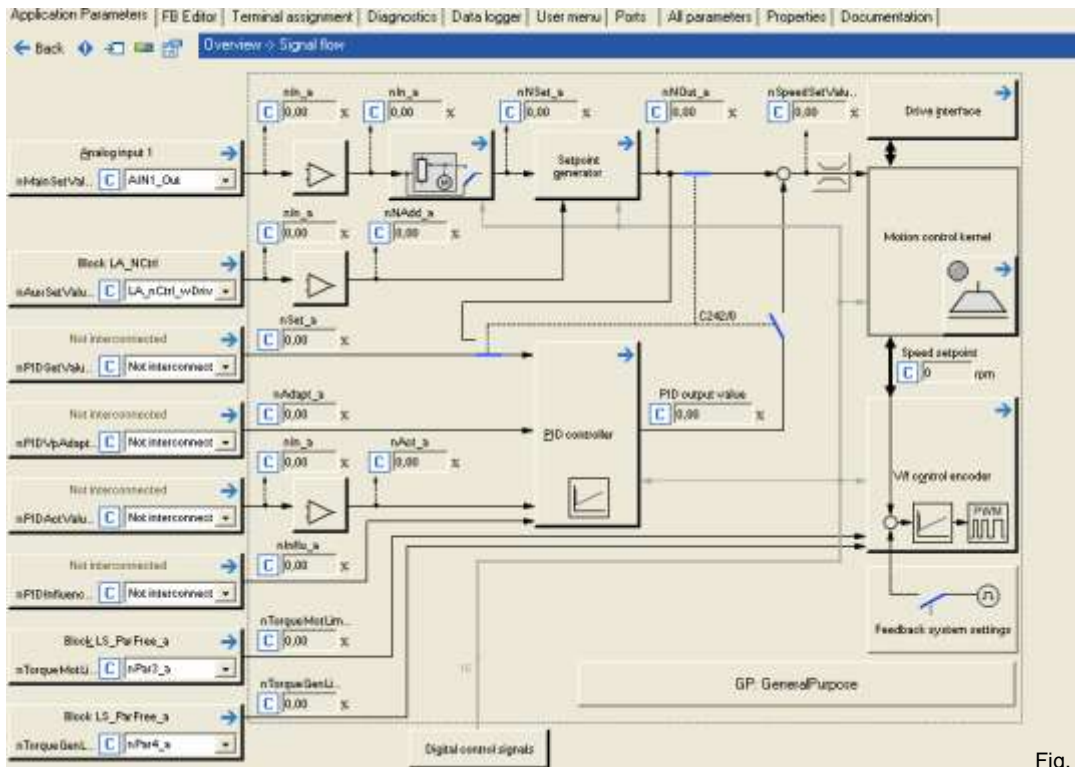 Application Parameters FB Editor Terminal assignment Diagnostics Data logger User menu Ports All parameters Properties Documentation
Back Overview -> Signal flow
nIn_a nIn_a nNSet_a nNOut_a nSpeedSetValu...
C 0,00 % C 0,00 % C 0,00 % C 0,00 % C 0,00 %
Drive interface
Analog input 1
nMainSetVal... C AIN1_Out
M
Setpoint
generator
nIn_a nNAdd_a
C 0,00 % C 0,00 %
Motion control kernel
Block LA_NCtrl
nAuxSetValu... C LA_nCtrl_wDriv
nSet_a
C 0,00 %
C242/0
Not interconnected
nPIDSetValu... C Not interconnect
Speed setpoint
C 0 rpm
nAdapt_a
C 0,00 %
PID output value
C 0,00 %
Not interconnected
nPIDVpAdapt... C Not interconnect
PID controller
nIn_a nAct_a
C 0,00 % C 0,00 %
Not interconnected
nPIDActValu... C Not interconnect
V/f control encoder
PWM
nInflu_a
C 0,00 %
Not interconnected
nPIDInfluenc... C Not interconnect
nTorqueMotLim...
C 0,00 %
Feedback system settings
Block LS_ParFree_a
nTorqueMotLi... C nPar3_a
16
nTorqueGenLi...
C 0,00 %
GP: GeneralPurpose
Block LS_ParFree_a
nTorqueGenL... C nPar4_a
Digital control signals
Fig.